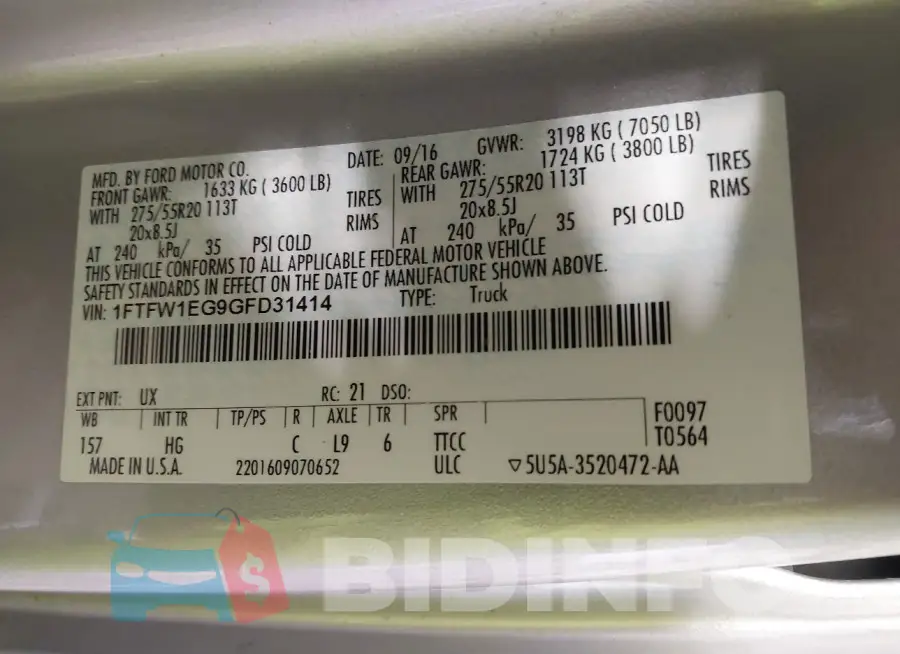 MFD. BY FORD MOTOR CO. DATE: 09/16 GVWR: 3198 KG ( 7050 LB)
FRONT GAWR: 1633 KG ( 3600 LB) REAR GAWR: 1724 KG ( 3800 LB)
WITH 275/55R20 113T TIRES WITH 275/55R20 113T TIRES
20x8.5J RIMS 20x8.5J RIMS
AT 240 kPa/ 35 PSI COLD AT 240 kPa/ 35 PSI COLD
THIS VEHICLE CONFORMS TO ALL APPLICABLE FEDERAL MOTOR VEHICLE
SAFETY STANDARDS IN EFFECT ON THE DATE OF MANUFACTURE SHOWN ABOVE.
VIN: 1FTFW1EG9GFD31414 TYPE: Truck
EXT PNT: UX RC: 21 DSO:
WB INT TR TP/PS R AXLE TR SPR F0097
157 HG C L9 6 TTCC T0564
MADE IN U.S.A. 2201609070652 ULC ▽5U5A-3520472-AA
$ BIDINFO